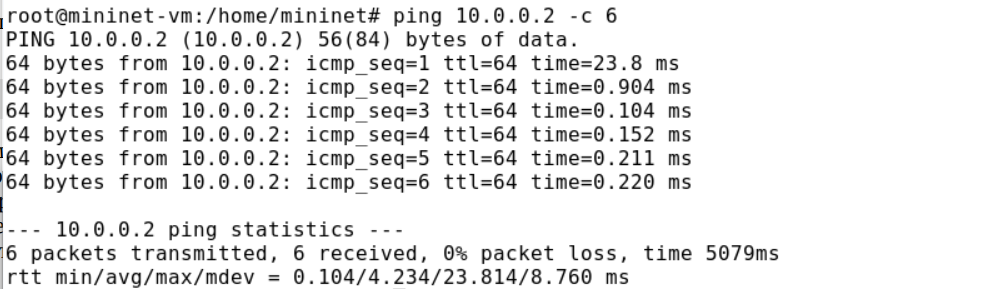 root@mininet-vm:/home/mininet# ping 10.0.0.2 -c 6
PING 10.0.0.2 (10.0.0.2) 56(84) bytes of data.
64 bytes from 10.0.0.2: icmp_seq=1 ttl=64 time=23.8 ms
64 bytes from 10.0.0.2: icmp_seq=2 ttl=64 time=0.904 ms
64 bytes from 10.0.0.2: icmp_seq=3 ttl=64 time=0.104 ms
64 bytes from 10.0.0.2: icmp_seq=4 ttl=64 time=0.152 ms
64 bytes from 10.0.0.2: icmp_seq=5 ttl=64 time=0.211 ms
64 bytes from 10.0.0.2: icmp_seq=6 ttl=64 time=0.220 ms

--- 10.0.0.2 ping statistics ---
6 packets transmitted, 6 received, 0% packet loss, time 5079ms
rtt min/avg/max/mdev = 0.104/4.234/23.814/8.760 ms